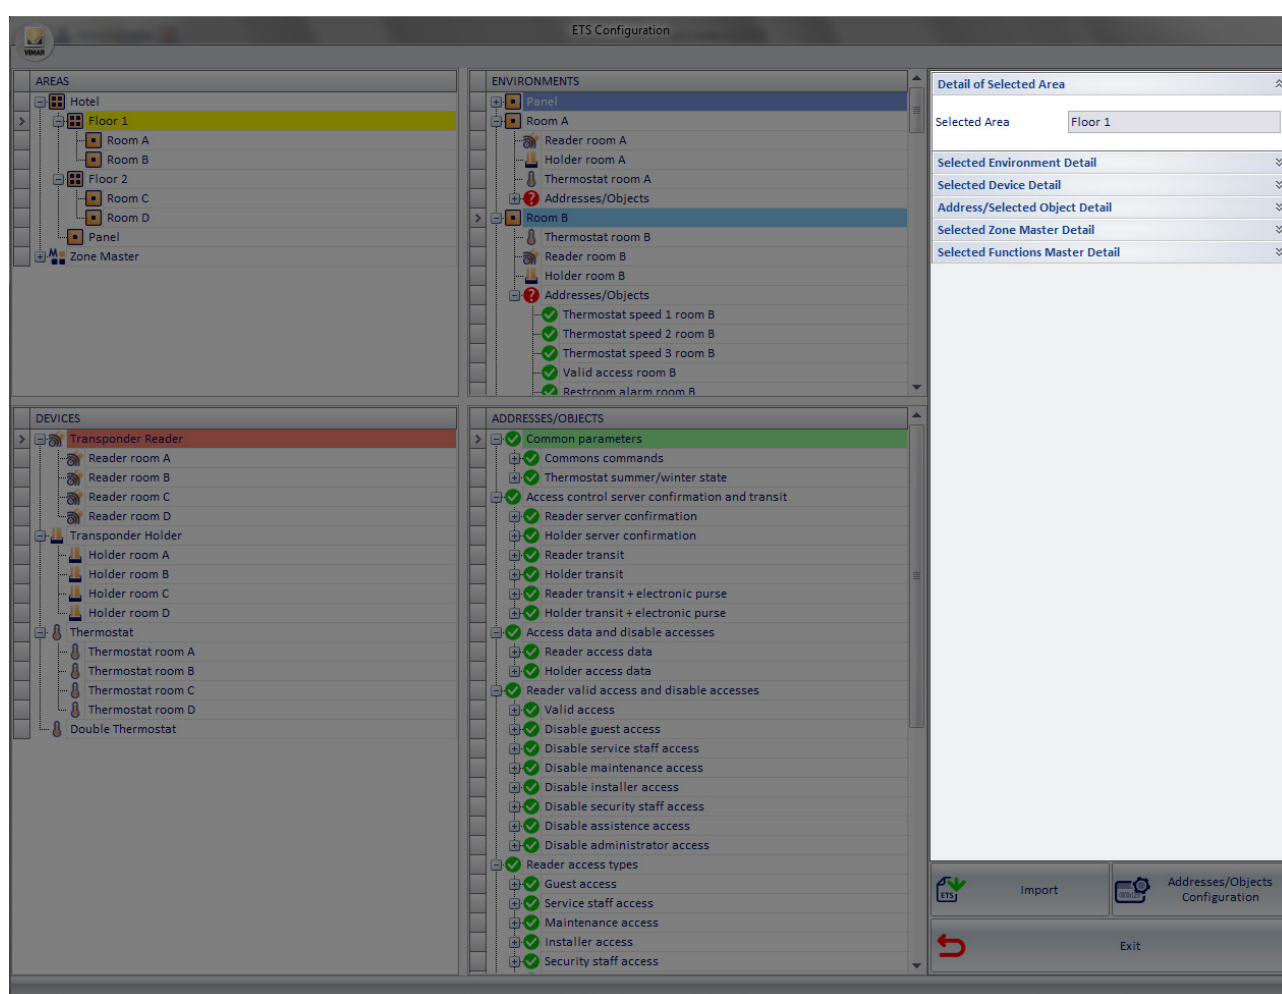 ETS Configuration
VIMAR
AREAS
Hotel
Floor 1
Room A
Room B
Floor 2
Room C
Room D
Panel
Zone Master
ENVIRONMENTS
Panel
Room A
Reader room A
Holder room A
Thermostat room A
Addresses/Objects
Room B
Thermostat room B
Reader room B
Holder room B
Addresses/Objects
Thermostat speed 1 room B
Thermostat speed 2 room B
Thermostat speed 3 room B
Valid access room B
Restroom alarm room B
Detail of Selected Area
Selected Area Floor 1
Selected Environment Detail
Selected Device Detail
Address/Selected Object Detail
Selected Zone Master Detail
Selected Functions Master Detail
DEVICES
Transponder Reader
Reader room A
Reader room B
Reader room C
Reader room D
Transponder Holder
Holder room A
Holder room B
Holder room C
Holder room D
Thermostat
Thermostat room A
Thermostat room B
Thermostat room C
Thermostat room D
Double Thermostat
ADDRESSES/OBJECTS
Common parameters
Commons commands
Thermostat summer/winter state
Access control server confirmation and transit
Reader server confirmation
Holder server confirmation
Reader transit
Holder transit
Reader transit + electronic purse
Holder transit + electronic purse
Access data and disable accesses
Reader access data
Holder access data
Reader valid access and disable accesses
Valid access
Disable guest access
Disable service staff access
Disable maintenance access
Disable installer access
Disable security staff access
Disable assistence access
Disable administrator access
Reader access types
Guest access
Service staff access
Maintenance access
Installer access
Security staff access
ETS
Import
Addresses/Objects
Configuration
Exit